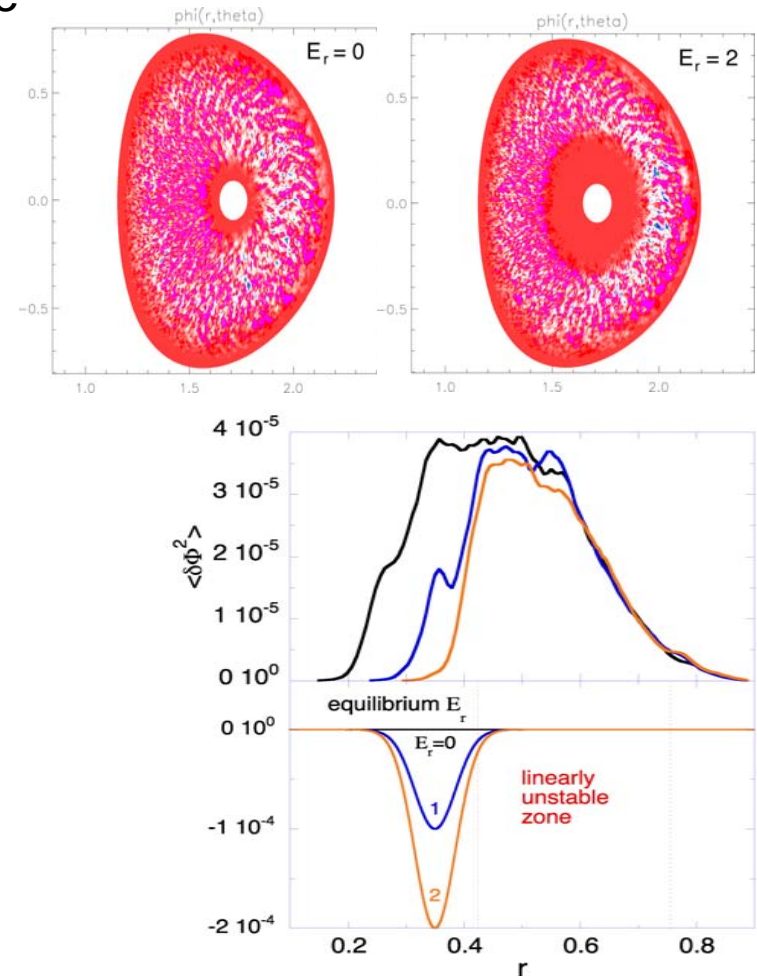 phi(r,theta)
E_r = 0
0.5
0.0
−0.5
1.0 1.5 2.0
phi(r,theta)
E_r = 2
0.5
0.0
−0.5
1.0 1.5 2.0
4 10^-5
3 10^-5
2 10^-5
1 10^-5
0 10^0
<δΦ^2>
equilibrium E_r
E_r=0
0 10^0
-1 10^-4
-2 10^-4
1
2
linearly
unstable
zone
0.2 0.4 0.6 0.8
r